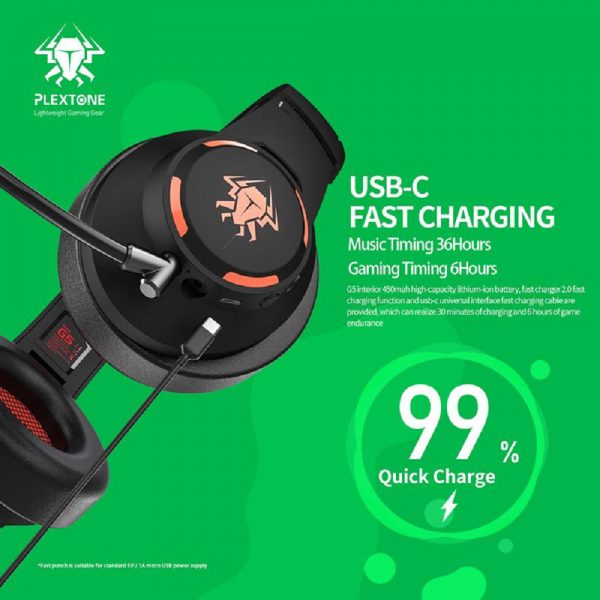 PLEXTONE
Lightweight Gaming Gear
USB-C
FAST CHARGING
Music Timing 36Hours
Gaming Timing 6Hours
G5 interior 450mah high-capacity lithium-ion battery, fast charger 2.0 fast
charging function and usb-c universal interface fast charging cable are
provided, which can realize 30 minutes of charging and 6 hours of game
endurance
G5
99 %
Quick Charge
*Fast punch is suitable for standard 5V / 1A micro USB power supply